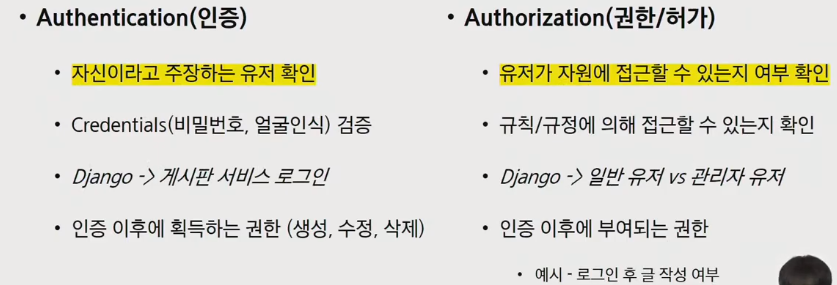 • Authentication(인증)
• 자신이라고 주장하는 유저 확인
• Credentials(비밀번호, 얼굴인식) 검증
• Django -> 게시판 서비스 로그인
• 인증 이후에 획득하는 권한 (생성, 수정, 삭제)
• Authorization(권한/허가)
• 유저가 자원에 접근할 수 있는지 여부 확인
• 규칙/규정에 의해 접근할 수 있는지 확인
• Django -> 일반 유저 vs 관리자 유저
• 인증 이후에 부여되는 권한
• 예시 - 로그인 후 글 작성 여부